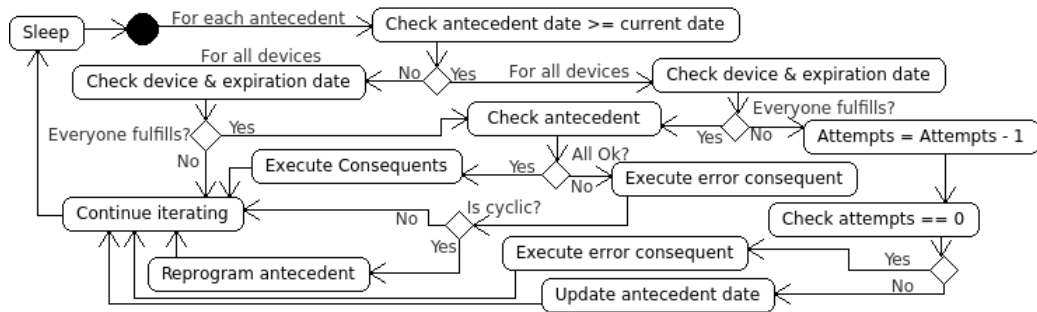 For each antecedent
Check antecedent date >= current date
Sleep
For all devices
No
Yes
For all devices
Check device & expiration date
Check device & expiration date
Everyone fulfills?
Check antecedent
Everyone fulfills?
Yes
Yes
No
Attempts = Attempts - 1
No
Execute Consequents
Yes
All Ok?
No
Execute error consequent
Continue iterating
No
Is cyclic?
Check attempts == 0
Yes
Execute error consequent
Yes
Reprogram antecedent
No
Update antecedent date